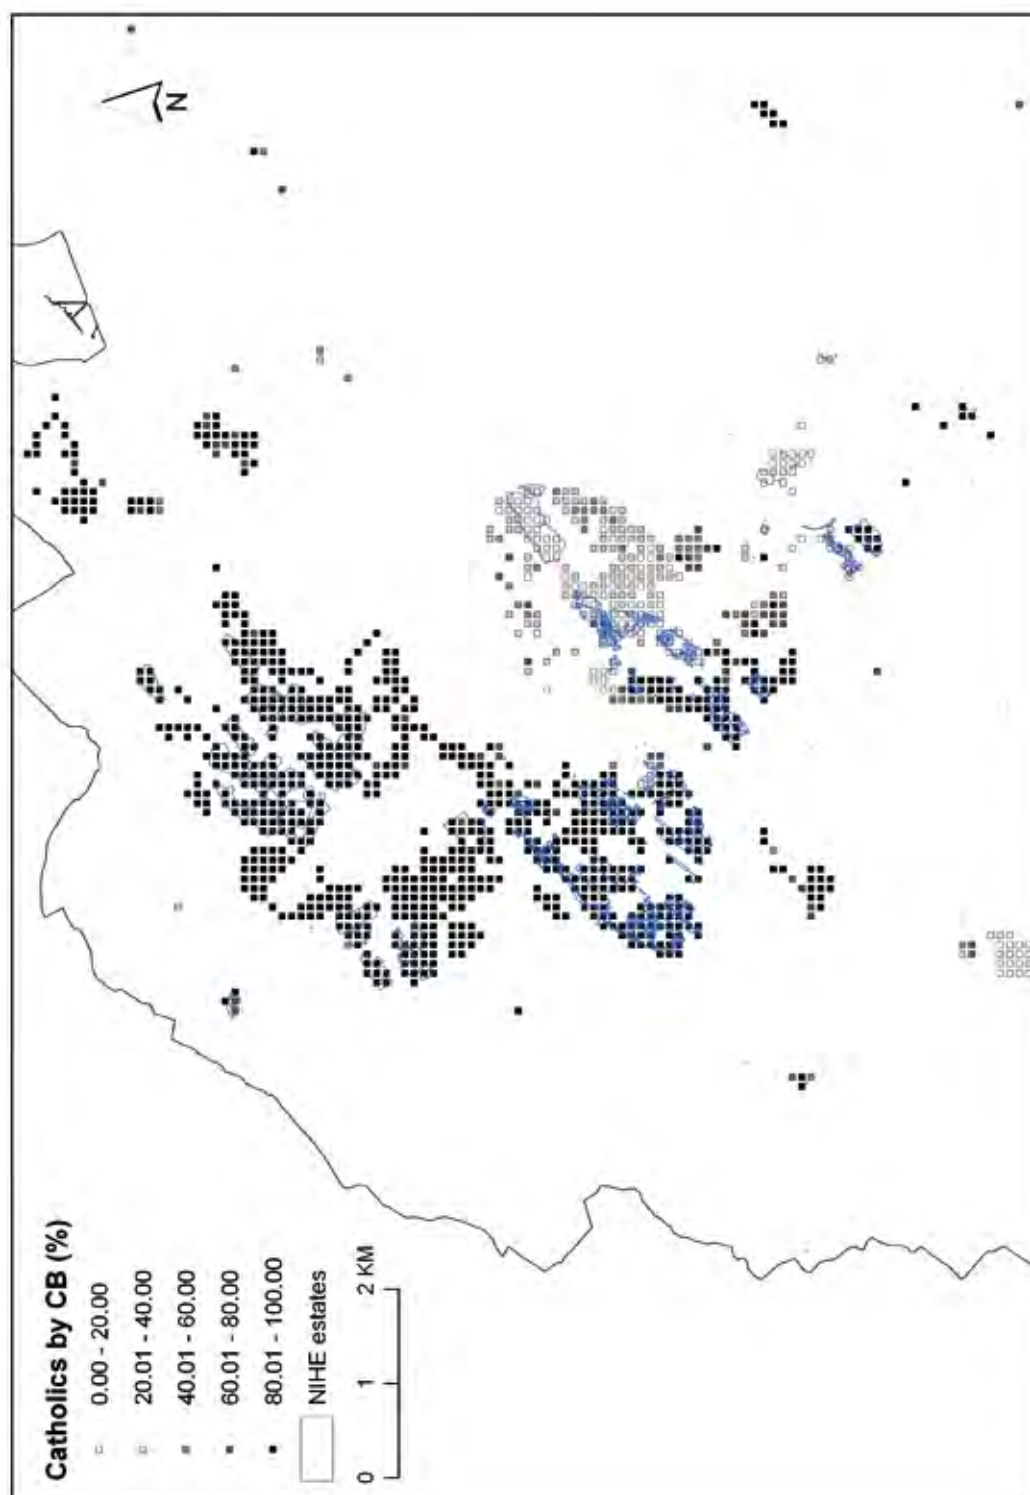 Catholics by CB (%)
0.00 - 20.00
20.01 - 40.00
40.01 - 60.00
60.01 - 80.00
80.01 - 100.00
NIHE estates
0 1 2 KM
N